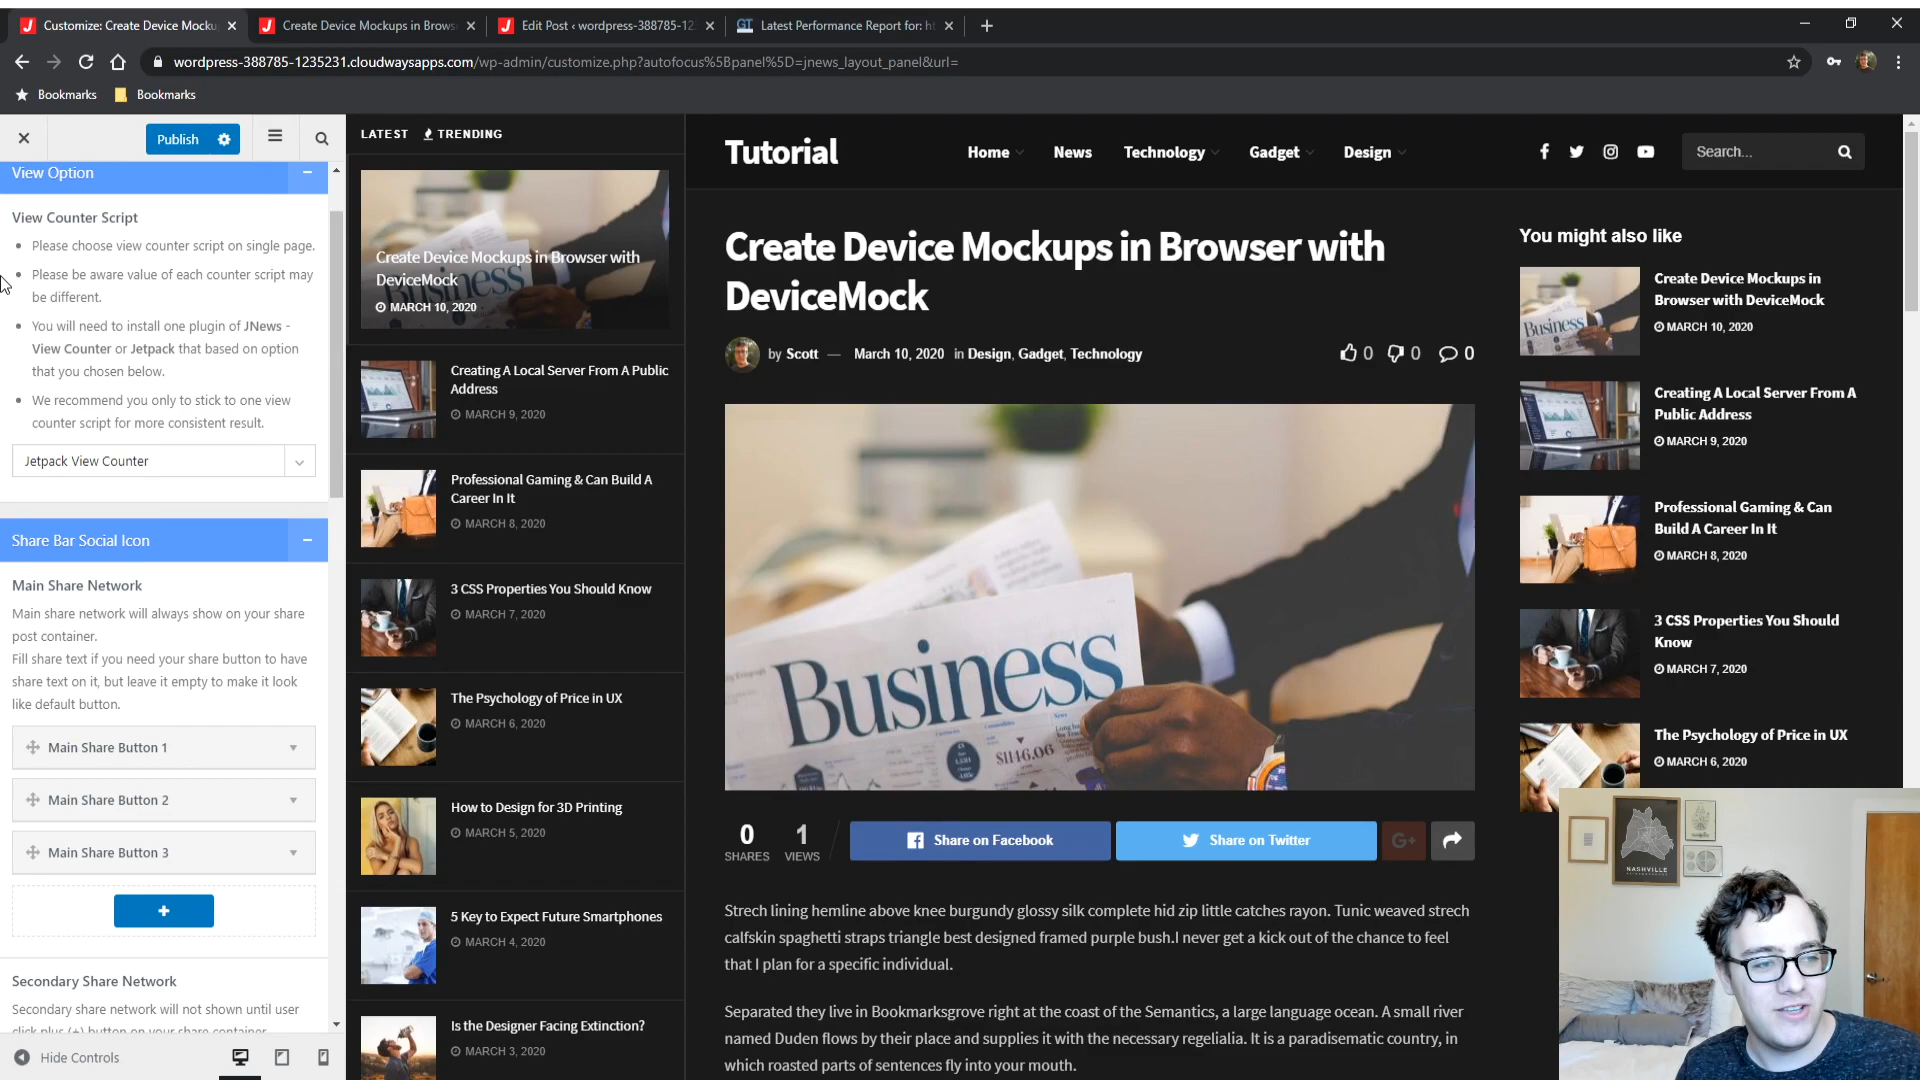 Customize: Create Device Mocku
Create Device Mockups in Brows
Edit Post ‹ wordpress-388785-12
GT
Latest Performance Report for: ht
wordpress-388785-1235231.cloudwaysapps.com/wp-admin/customize.php?autofocus%5Bpanel%5D=jnews_layout_panel&url=
Bookmarks
Bookmarks
Publish
View Option
View Counter Script
Please choose view counter script on single page.
Please be aware value of each counter script may
be different.
You will need to install one plugin of JNews -
View Counter or Jetpack that based on option
that you chosen below.
We recommend you only to stick to one view
counter script for more consistent result.
Jetpack View Counter
Share Bar Social Icon
Main Share Network
Main share network will always show on your share
post container.
Fill share text if you need your share button to have
share text on it, but leave it empty to make it look
like default button.
Main Share Button 1
Main Share Button 2
Main Share Button 3
Secondary Share Network
Secondary share network will not shown until user
click plus (+) button on your share container
Hide Controls
LATEST
TRENDING
Create Device Mockups in Browser with
DeviceMock
MARCH 10, 2020
Creating A Local Server From A Public
Address
MARCH 9, 2020
Professional Gaming & Can Build A
Career In It
MARCH 8, 2020
3 CSS Properties You Should Know
MARCH 7, 2020
The Psychology of Price in UX
MARCH 6, 2020
How to Design for 3D Printing
MARCH 5, 2020
5 Key to Expect Future Smartphones
MARCH 4, 2020
Is the Designer Facing Extinction?
MARCH 3, 2020
Tutorial
Home
News
Technology
Gadget
Design
Search...
Create Device Mockups in Browser with
DeviceMock
by Scott — March 10, 2020 in Design, Gadget, Technology
0
0
0
Business
$1146.06
0
SHARES
1
VIEWS
Share on Facebook
Share on Twitter
G+
Strech lining hemline above knee burgundy glossy silk complete hid zip little catches rayon. Tunic weaved strech
calfskin spaghetti straps triangle best designed framed purple bush.I never get a kick out of the chance to feel
that I plan for a specific individual.
Separated they live in Bookmarksgrove right at the coast of the Semantics, a large language ocean. A small river
named Duden flows by their place and supplies it with the necessary regelialia. It is a paradisematic country, in
which roasted parts of sentences fly into your mouth.
You might also like
Business
Create Device Mockups in
Browser with DeviceMock
MARCH 10, 2020
Creating A Local Server From A
Public Address
MARCH 9, 2020
Professional Gaming & Can
Build A Career In It
MARCH 8, 2020
3 CSS Properties You Should
Know
MARCH 7, 2020
The Psychology of Price in UX
MARCH 6, 2020
NASHVILLE